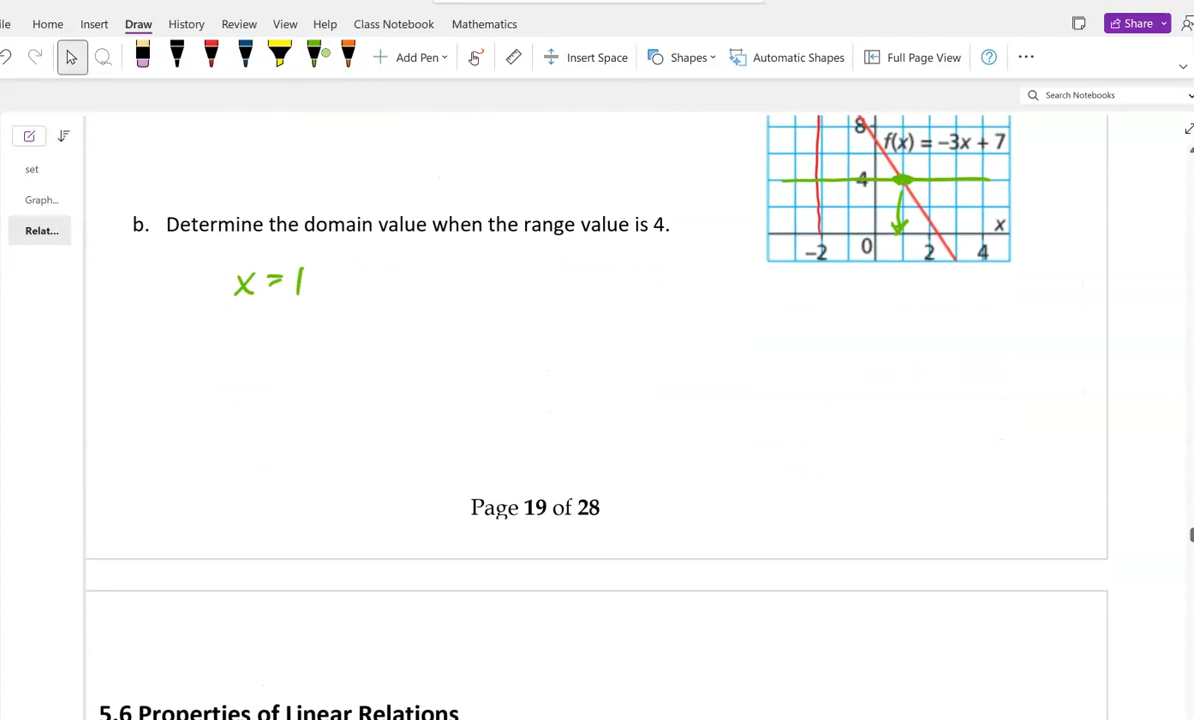 ile Home Insert Draw History Review View Help Class Notebook Mathematics Share
Add Pen Insert Space Shapes Automatic Shapes Full Page View
Search Notebooks
set
Graph...
Relat...
8
f(x) = −3x + 7
4
x
−2 0 2 4
b. Determine the domain value when the range value is 4.
x = 1
Page 19 of 28
5.6 Properties of Linear Relations